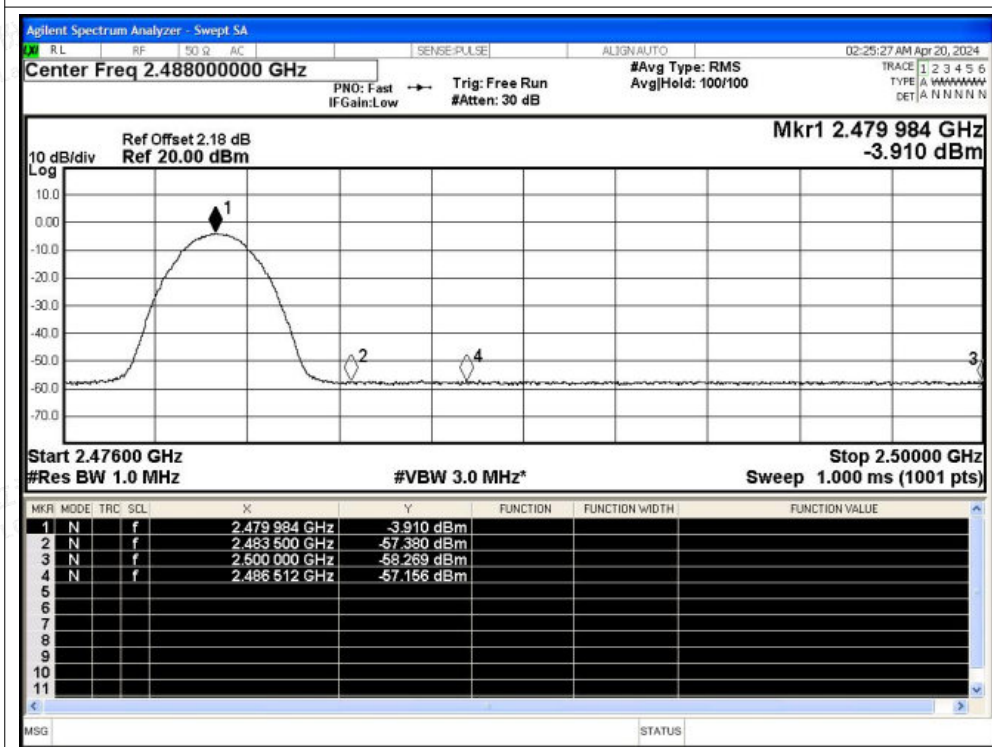 Agilent Spectrum Analyzer - Swept SA
RL RF 50 Ω AC SENSE:PULSE ALIGN AUTO 02:25:27 AM Apr 20, 2024
Center Freq 2.488000000 GHz
PNO: Fast
IFGain:Low
Trig: Free Run
#Atten: 30 dB
#Avg Type: RMS
Avg|Hold: 100/100
TRACE 1 2 3 4 5 6
TYPE A WWWWW
DET A N N N N N
Mkr1 2.479 984 GHz
-3.910 dBm
Ref Offset 2.18 dB
10 dB/div Ref 20.00 dBm
Log
10.0
0.00
-10.0
-20.0
-30.0
-40.0
-50.0
-60.0
-70.0
1
2
4
3
Start 2.47600 GHz Stop 2.50000 GHz
#Res BW 1.0 MHz #VBW 3.0 MHz* Sweep 1.000 ms (1001 pts)
MKR MODE TRC SCL X Y FUNCTION FUNCTION WIDTH FUNCTION VALUE
1 N f 2.479 984 GHz -3.910 dBm
2 N f 2.483 500 GHz -57.380 dBm
3 N f 2.500 000 GHz -58.269 dBm
4 N f 2.486 512 GHz -57.156 dBm
5
6
7
8
9
10
11
MSG STATUS